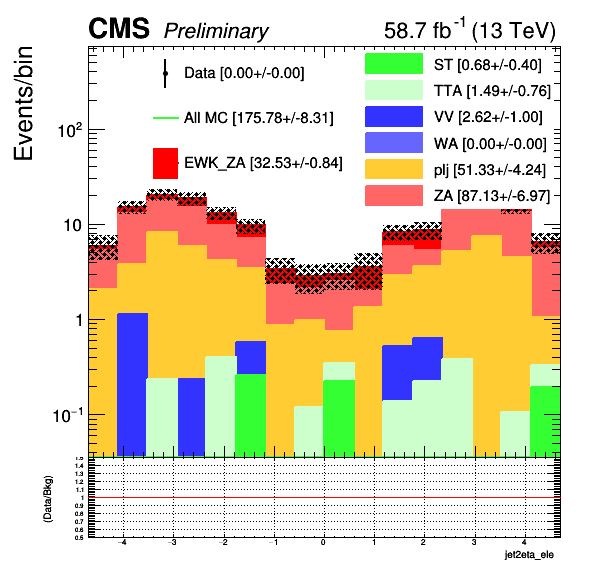 CMS Preliminary 58.7 fb⁻¹ (13 TeV)
Events/bin
Data [0.00+/-0.00]
All MC [175.78+/-8.31]
EWK_ZA [32.53+/-0.84]
ST [0.68+/-0.40]
TTA [1.49+/-0.76]
VV [2.62+/-1.00]
WA [0.00+/-0.00]
plj [51.33+/-4.24]
ZA [87.13+/-6.97]
10²
10
1
10⁻¹
(Data/Bkg)
1.5
1.4
1.3
1.2
1.1
1
0.9
0.8
0.7
0.6
0.5
−4 −3 −2 −1 0 1 2 3 4
jet2eta_ele